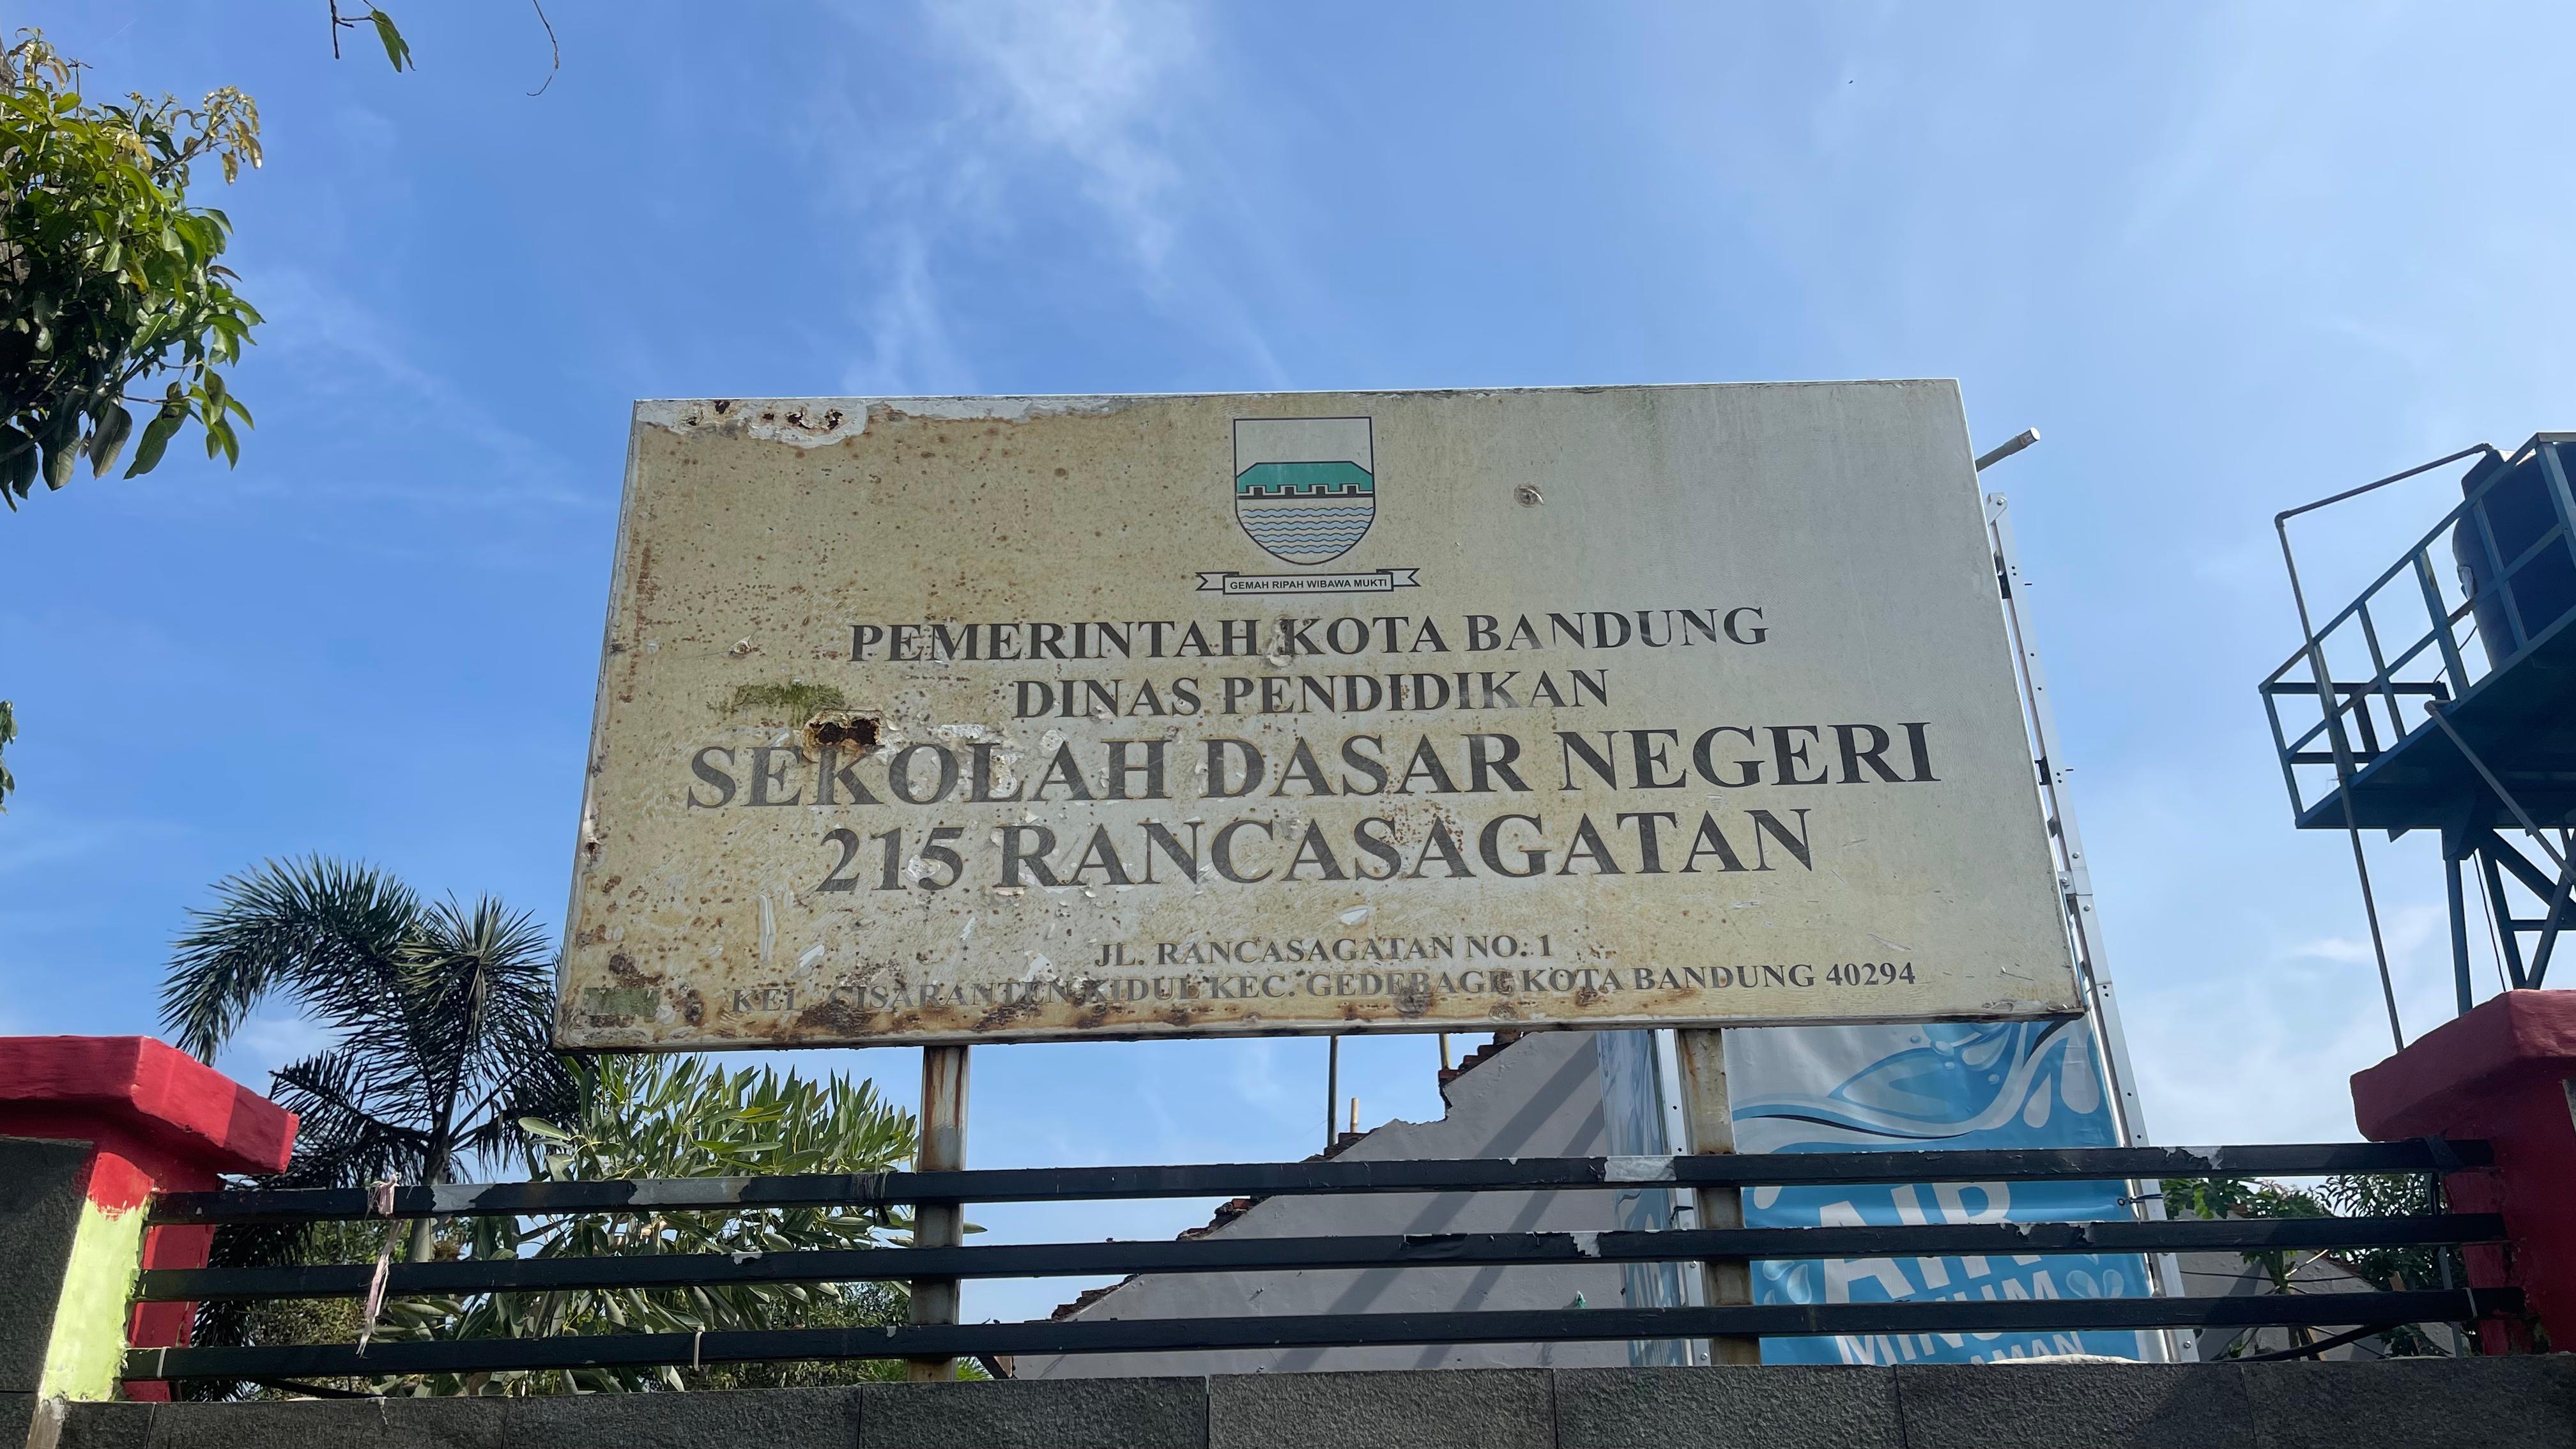 GEMAH RIPAH WIBAWA MUKTI
PEMERINTAH KOTA BANDUNG
DINAS PENDIDIKAN
SEKOLAH DASAR NEGERI
215 RANCASAGATAN
JL. RANCASAGATAN NO. 1
KEL. CISARANTEN KIDUL KEC. GEDEBAGE KOTA BANDUNG 40294
AIR
MINUM
AMAN